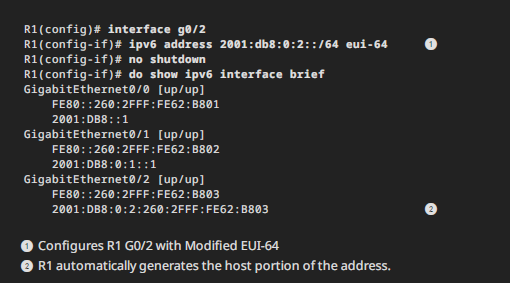 R1(config)# interface g0/2
R1(config-if)# ipv6 address 2001:db8:0:2::/64 eui-64 1
R1(config-if)# no shutdown
R1(config-if)# do show ipv6 interface brief
GigabitEthernet0/0 [up/up]
FE80::260:2FFF:FE62:B801
2001:DB8::1
GigabitEthernet0/1 [up/up]
FE80::260:2FFF:FE62:B802
2001:DB8:0:1::1
GigabitEthernet0/2 [up/up]
FE80::260:2FFF:FE62:B803
2001:DB8:0:2:260:2FFF:FE62:B803 2
1 Configures R1 G0/2 with Modified EUI-64
2 R1 automatically generates the host portion of the address.